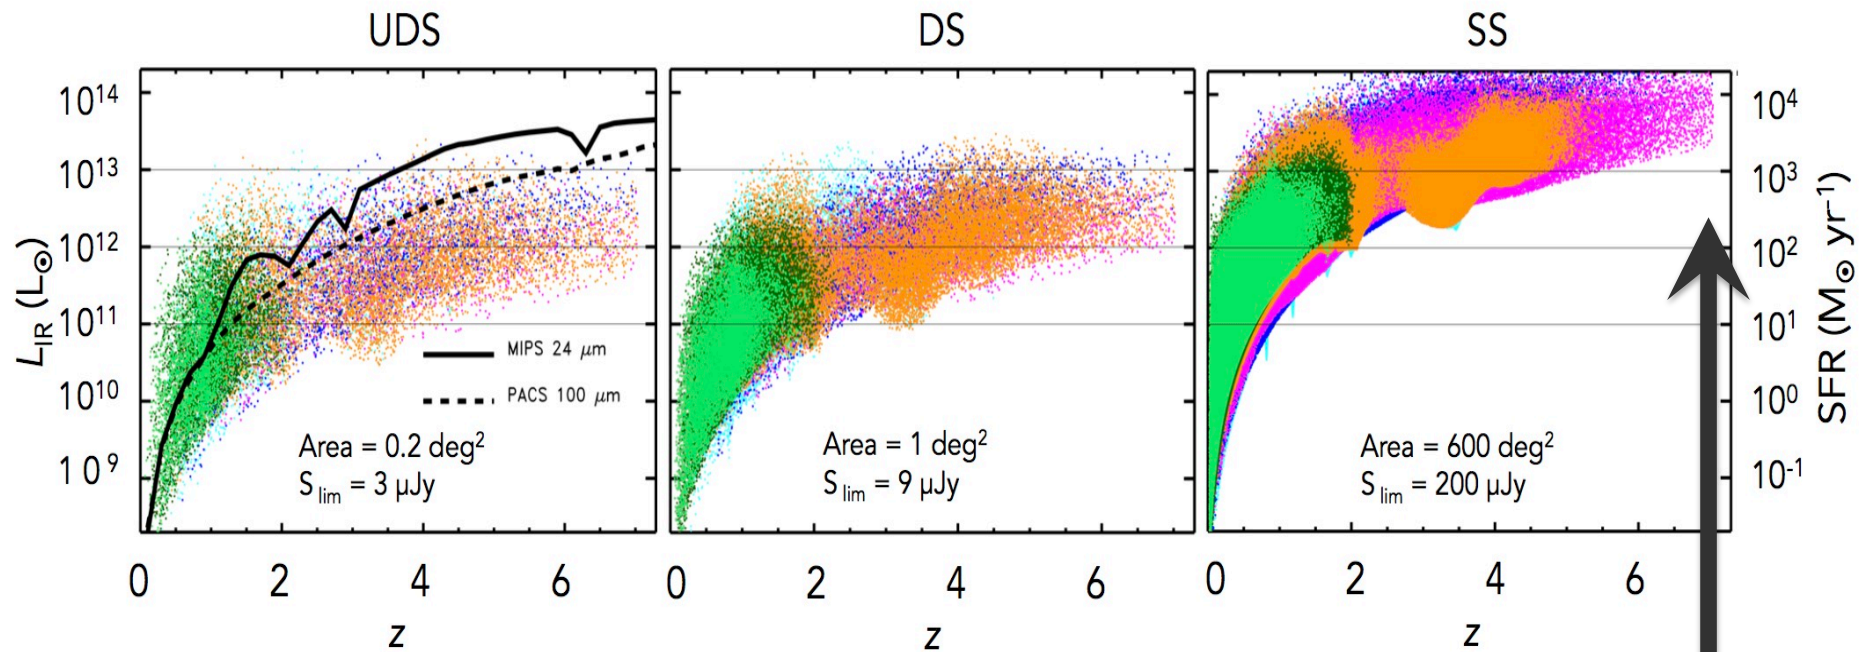 UDS
DS
SS
L_IR (L_⊙)
10^14
10^13
10^12
10^11
10^10
10^9
MIPS 24 μm
PACS 100 μm
Area = 0.2 deg²
S_lim = 3 μJy
0 2 4 6
z
Area = 1 deg²
S_lim = 9 μJy
0 2 4 6
z
Area = 600 deg²
S_lim = 200 μJy
0 2 4 6
z
10^4
10^3
10^2
10^1
10^0
10^-1
SFR (M_⊙ yr⁻¹)